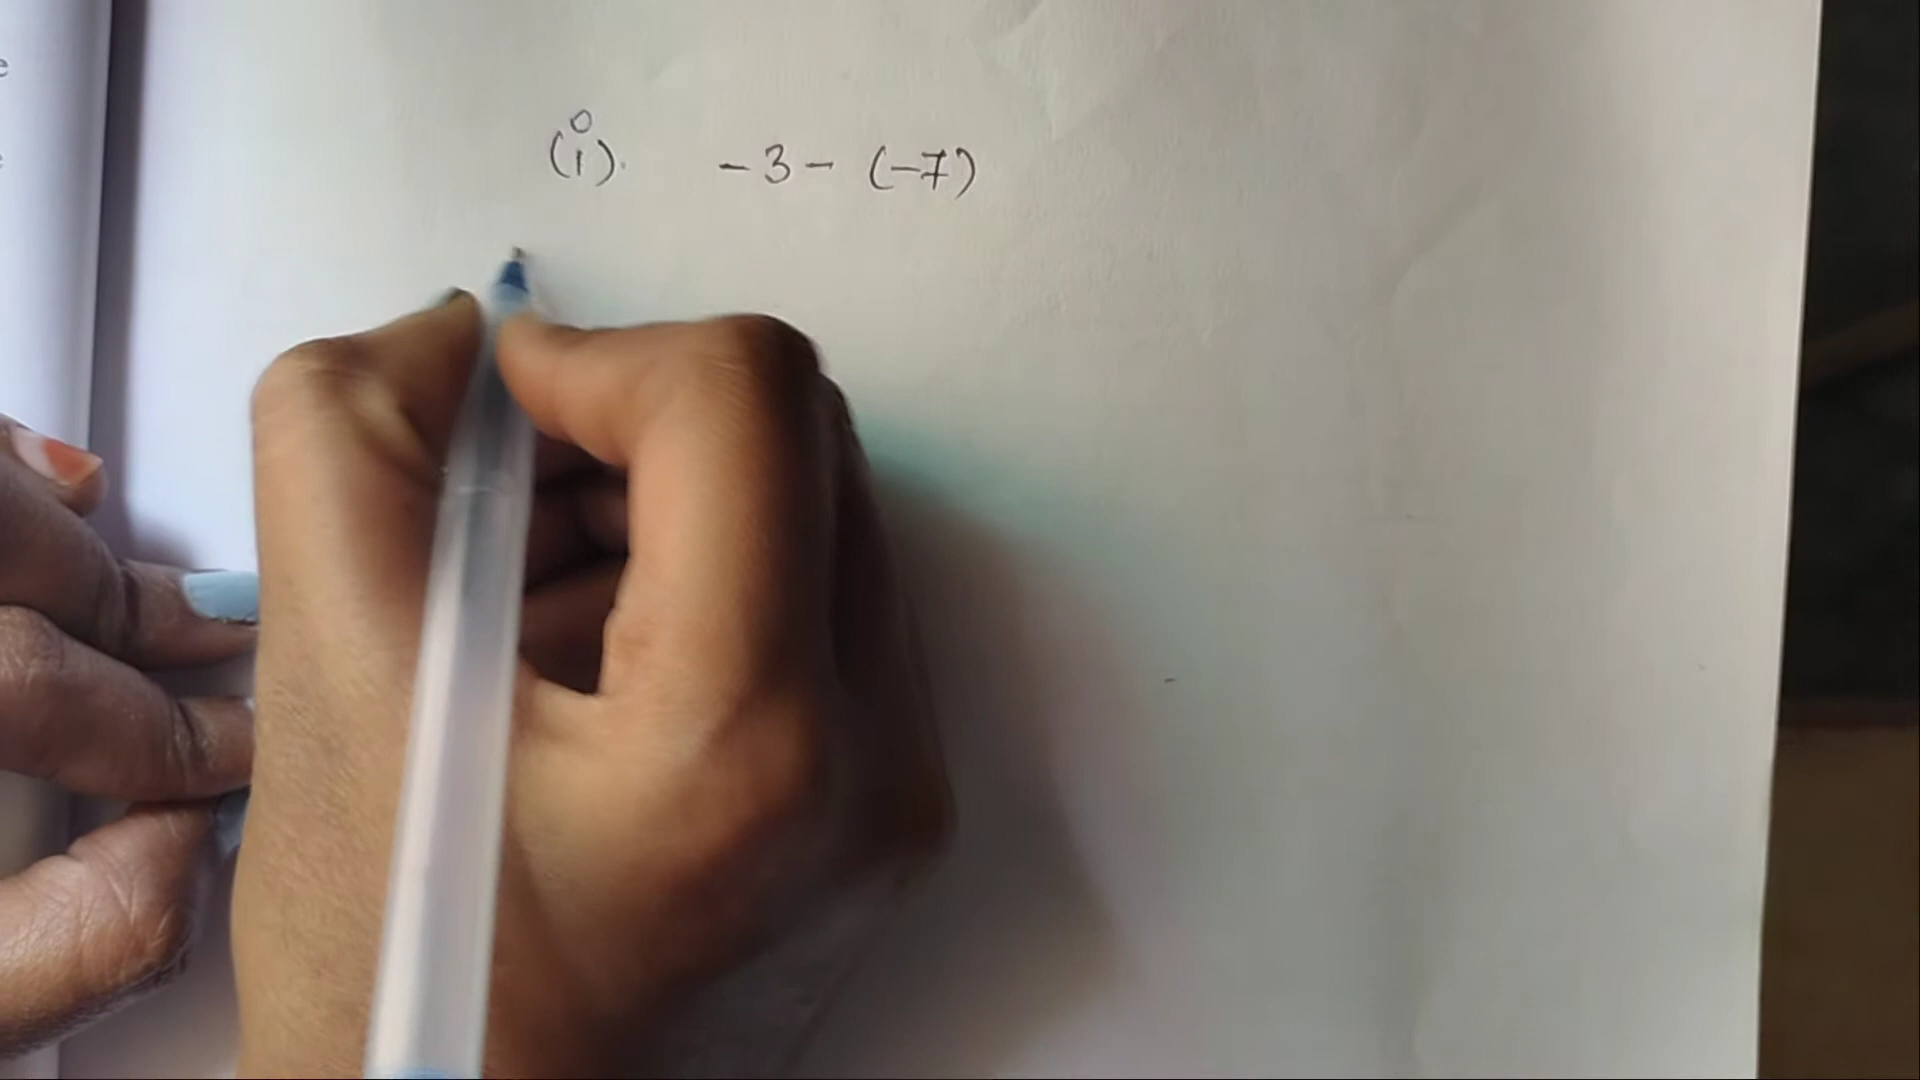 (i). -3 - (-7)